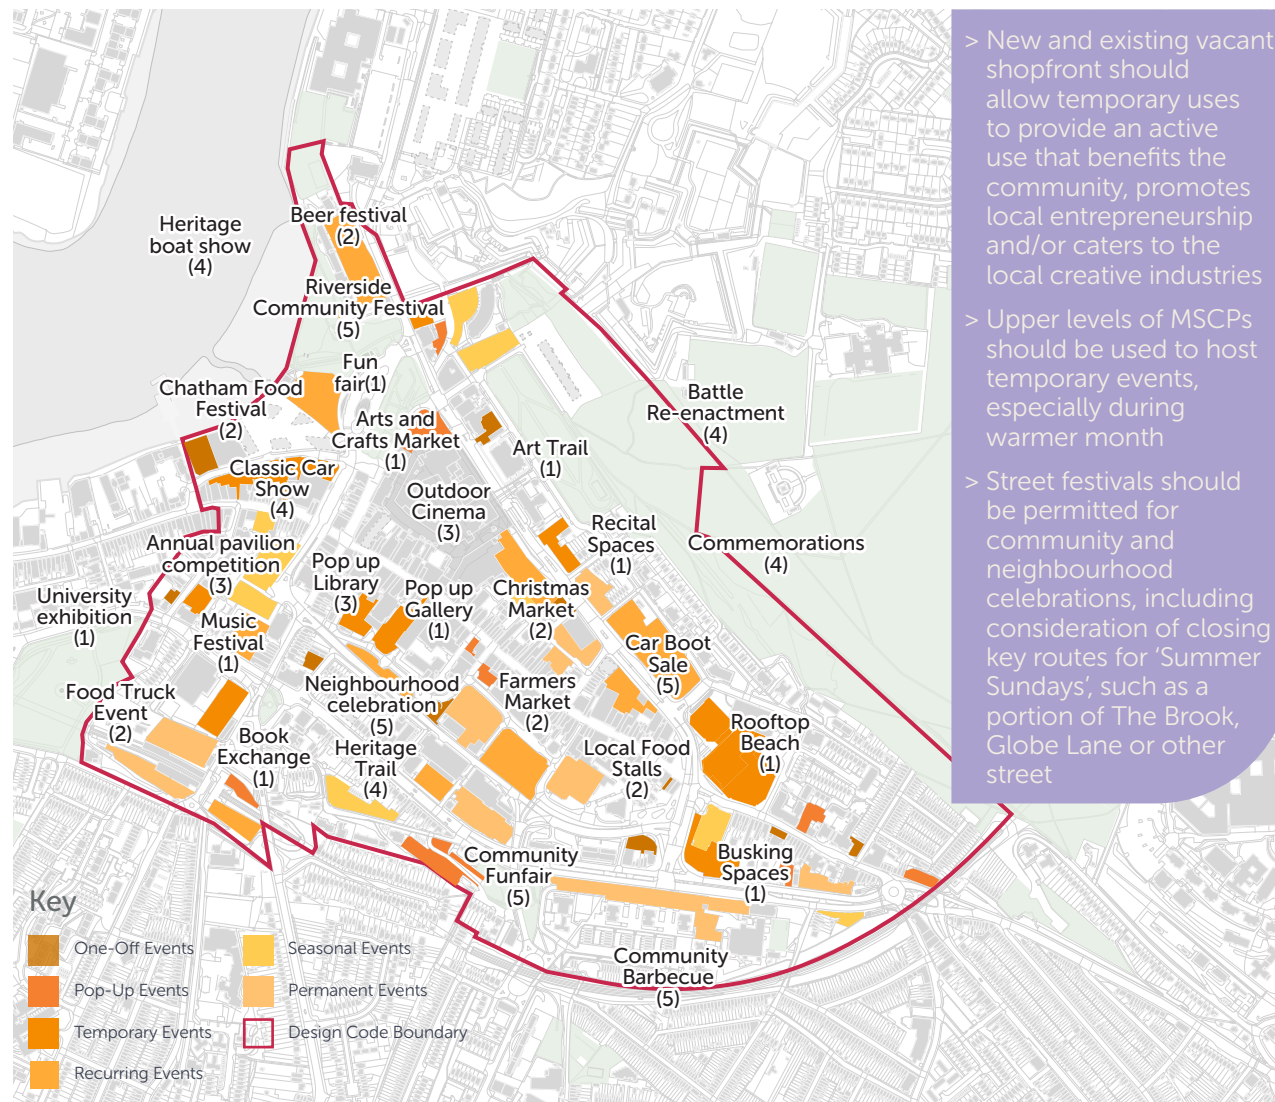 > New and existing vacant
shopfront should
allow temporary uses
to provide an active
use that benefits the
community, promotes
local entrepreneurship
and/or caters to the
local creative industries
> Upper levels of MSCPs
should be used to host
temporary events,
especially during
warmer month
> Street festivals should
be permitted for
community and
neighbourhood
celebrations, including
consideration of closing
key routes for ‘Summer
Sundays’, such as a
portion of The Brook,
Globe Lane or other
street
Heritage
boat show
(4)
Beer festival
(2)
Riverside
Community Festival
(5)
Fun
fair(1)
Chatham Food
Festival
(2)
Arts and
Crafts Market
(1)
Battle
Re-enactment
(4)
Art Trail
(1)
Classic Car
Show
(4)
Outdoor
Cinema
(3)
Recital
Spaces
(1)
Commemorations
(4)
Annual pavilion
competition
(3)
Pop up
Library
(3)
Pop up
Gallery
(1)
Christmas
Market
(2)
University
exhibition
(1)
Music
Festival
(1)
Car Boot
Sale
(5)
Neighbourhood
celebration
(5)
Farmers
Market
(2)
Food Truck
Event
(2)
Book
Exchange
(1)
Heritage
Trail
(4)
Local Food
Stalls
(2)
Rooftop
Beach
(1)
Community
Funfair
(5)
Busking
Spaces
(1)
Community
Barbecue
(5)
Key
One-Off Events
Pop-Up Events
Temporary Events
Recurring Events
Seasonal Events
Permanent Events
Design Code Boundary